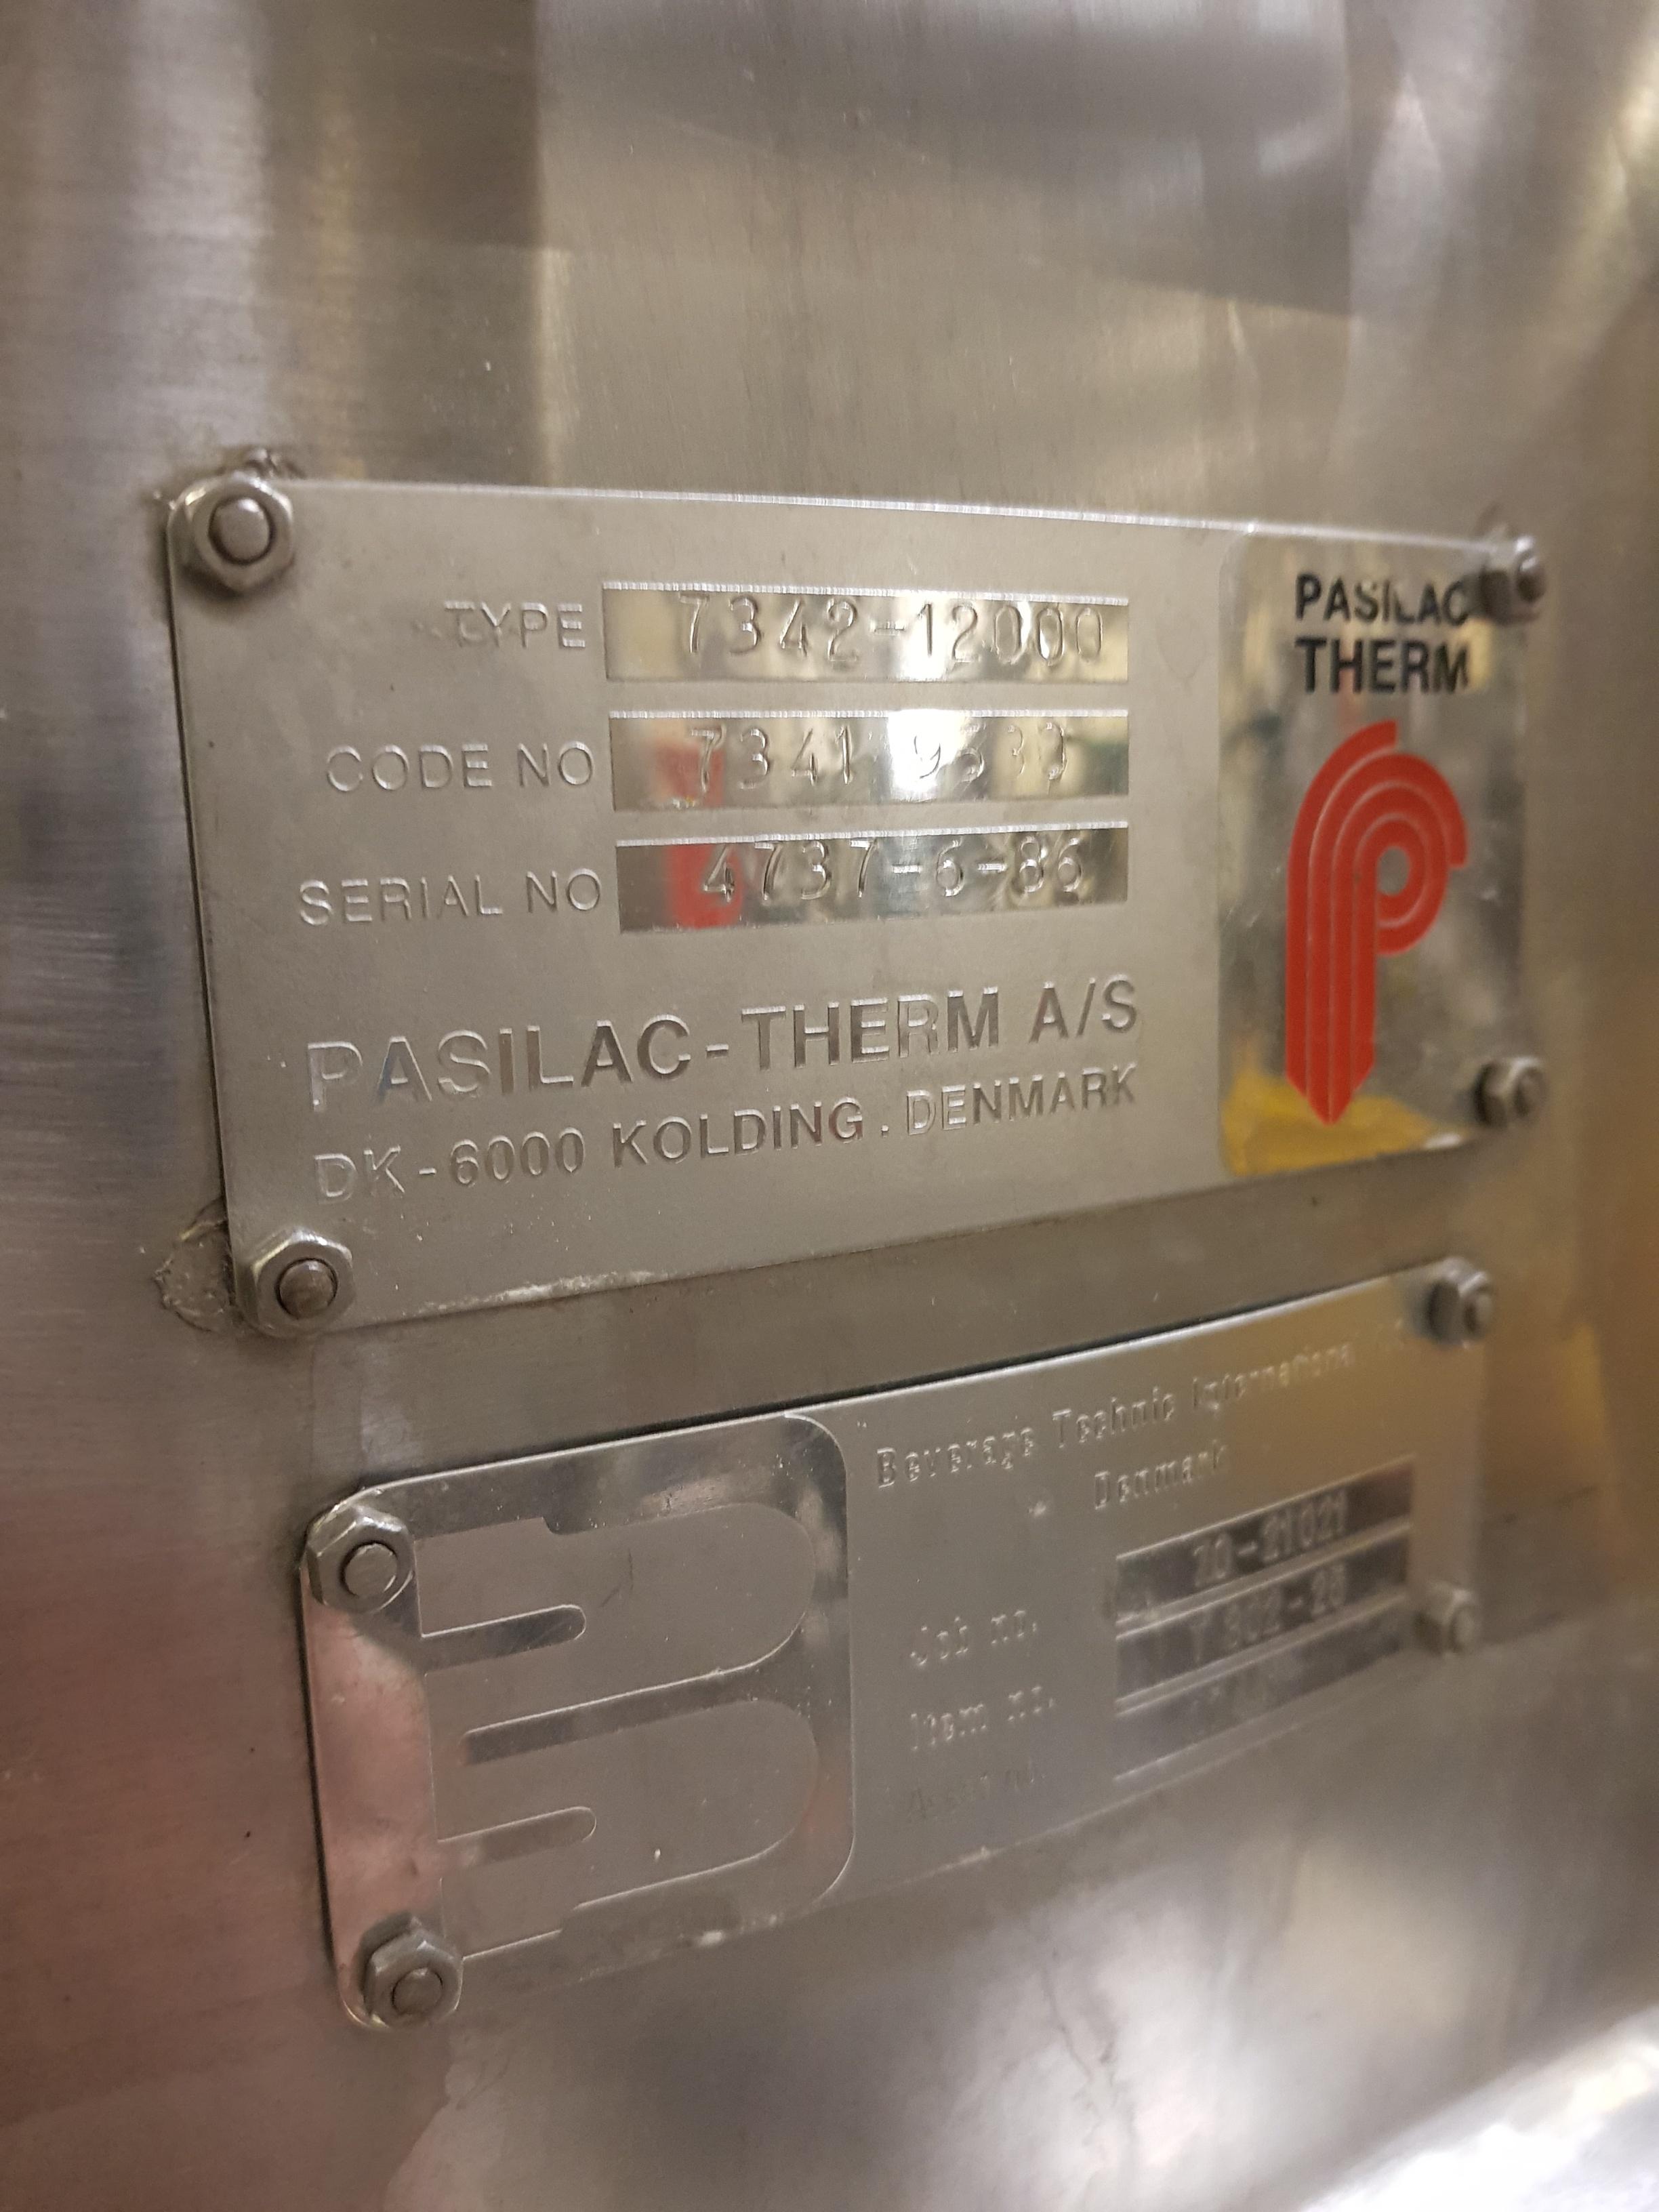 TYPE 7342-12000
CODE NO 7341
SERIAL NO 4737-6-86
PASILAC-THERM A/S
DK-6000 KOLDING. DENMARK
PASILAC
THERM
Beverage Technic International
Denmark
Job no.
Item no.